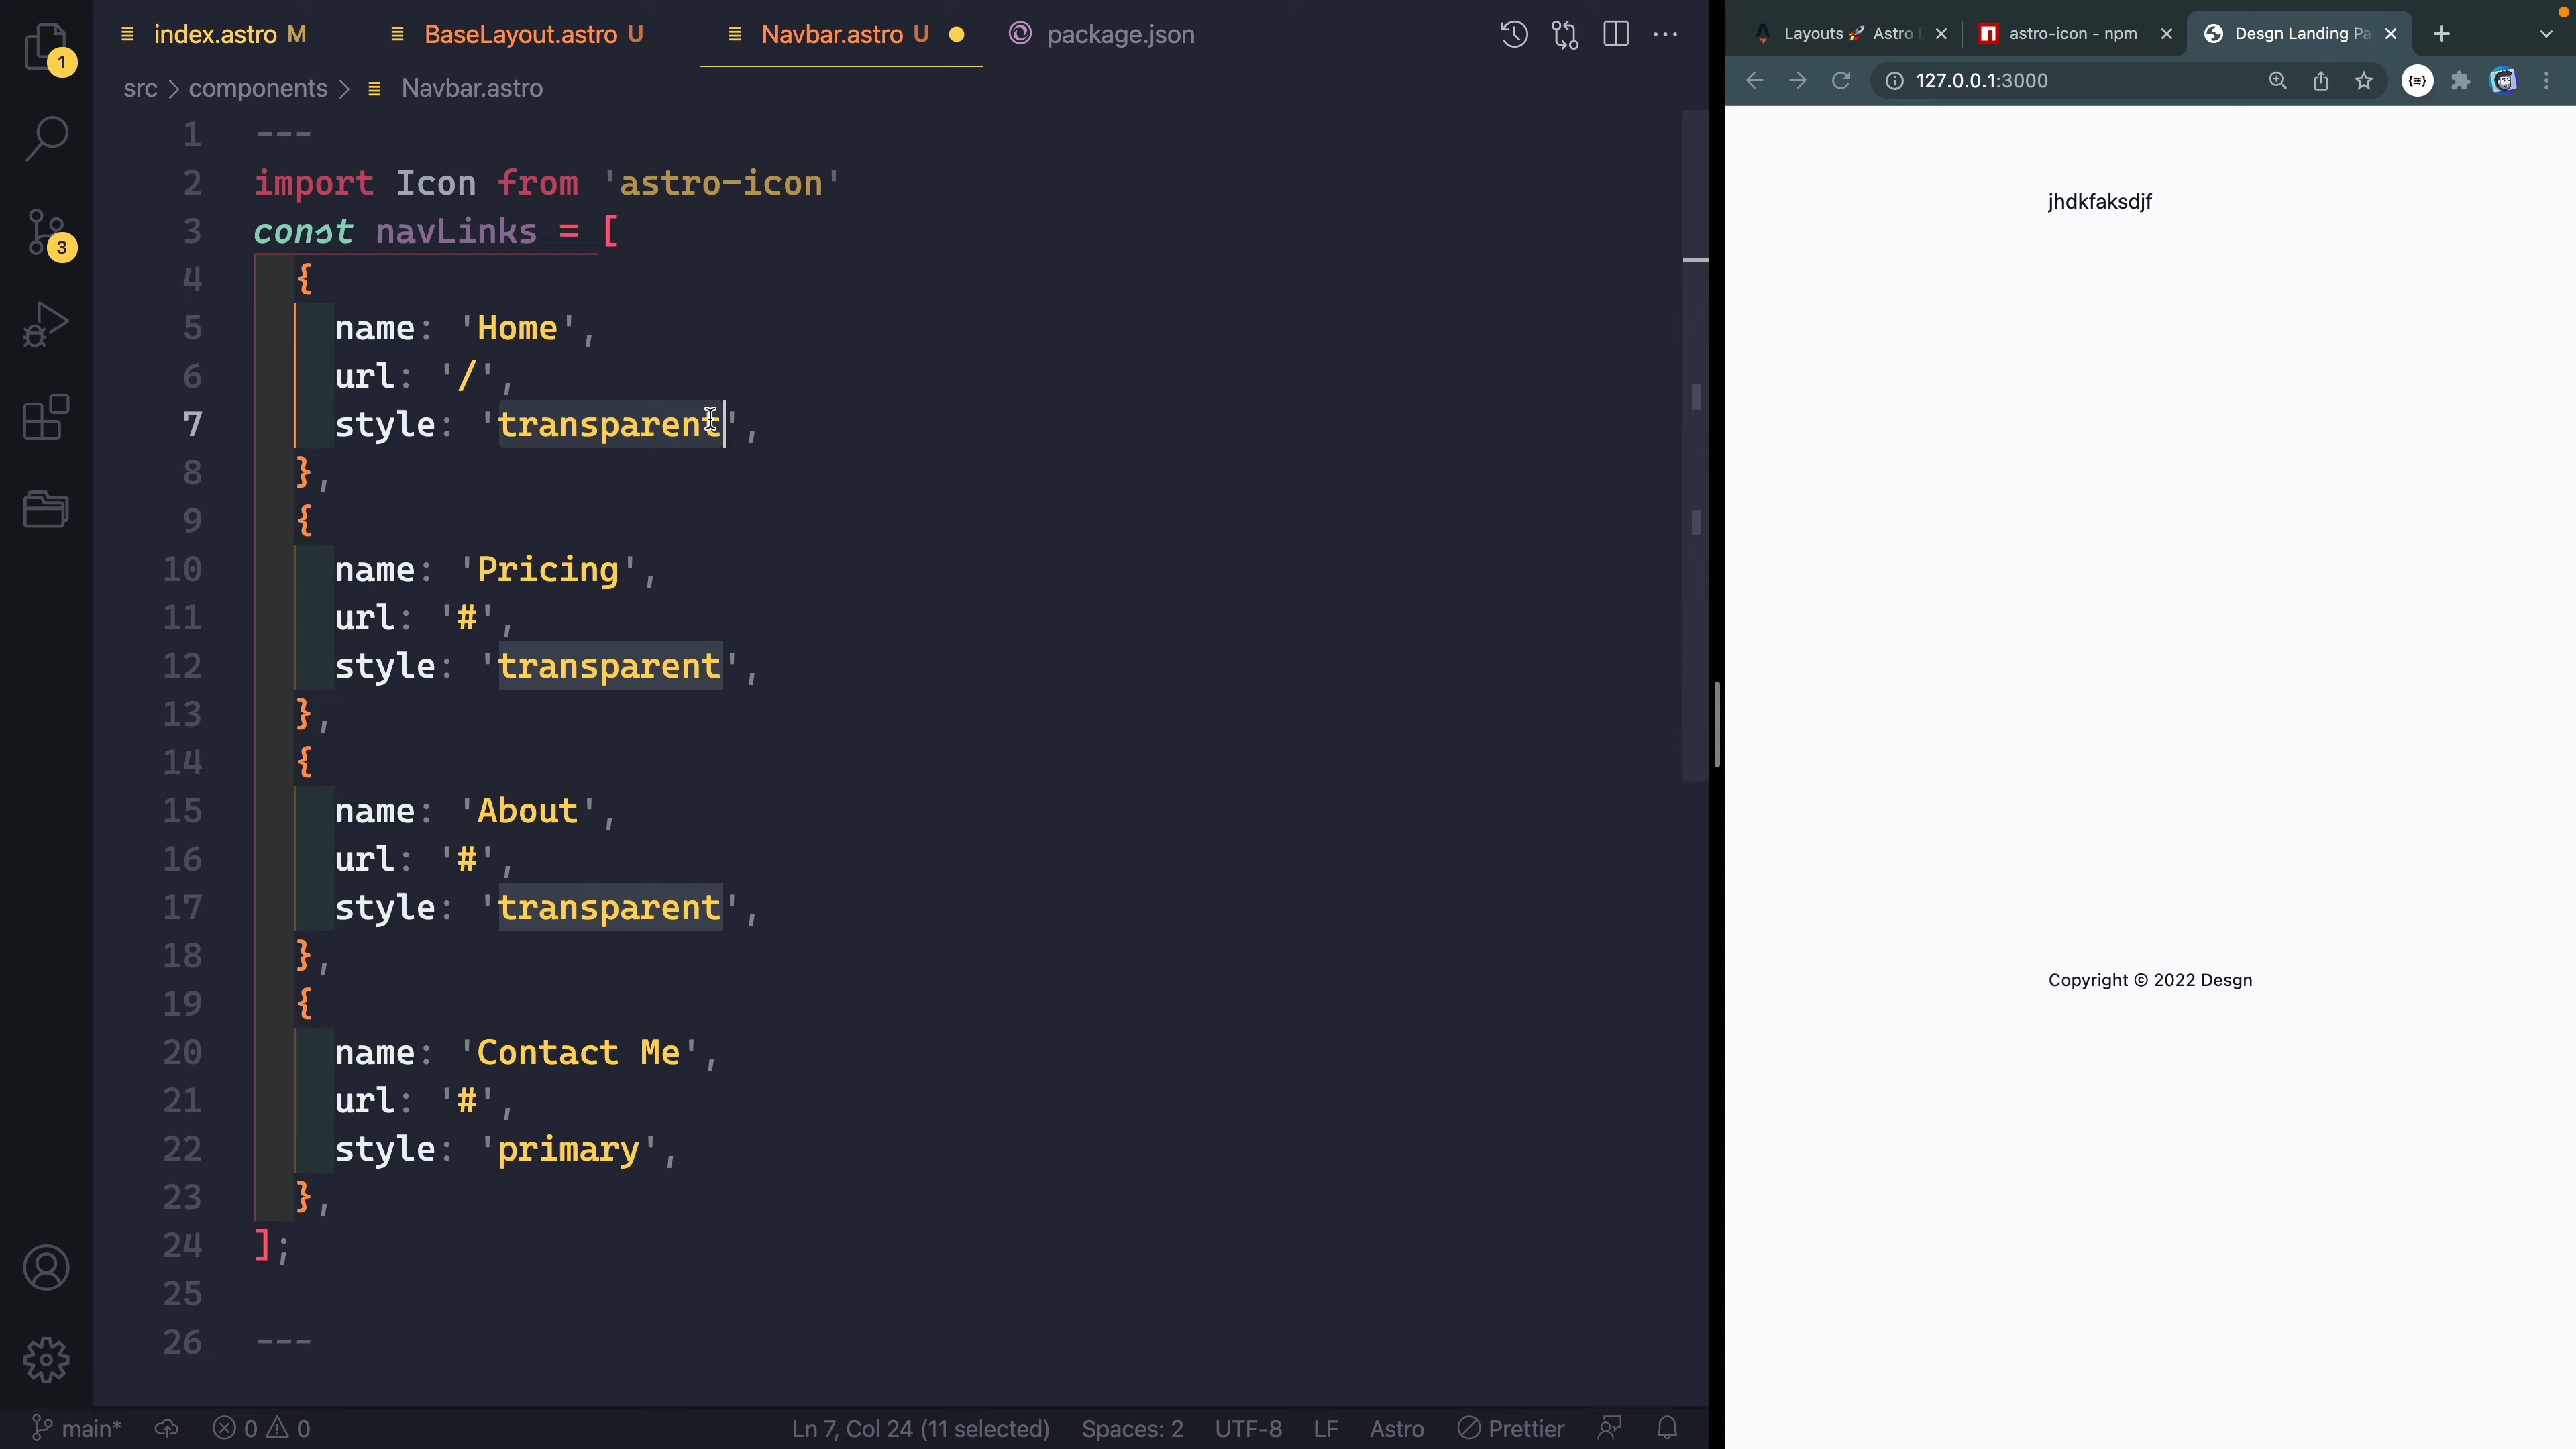 index.astro M
BaseLayout.astro U
Navbar.astro U
package.json
src > components > Navbar.astro
1 ---
2 import Icon from 'astro-icon'
3 const navLinks = [
4 {
5 name: 'Home',
6 url: '/',
7 style: 'transparent',
8 },
9 {
10 name: 'Pricing',
11 url: '#',
12 style: 'transparent',
13 },
14 {
15 name: 'About',
16 url: '#',
17 style: 'transparent',
18 },
19 {
20 name: 'Contact Me',
21 url: '#',
22 style: 'primary',
23 },
24 ];
25
26 ---
1
3
main* 0 0 Ln 7, Col 24 (11 selected) Spaces: 2 UTF-8 LF Astro Prettier
Layouts 🚀 Astro
astro-icon - npm
Desgn Landing Pa
127.0.0.1:3000
jhdkfaksdjf
Copyright © 2022 Desgn